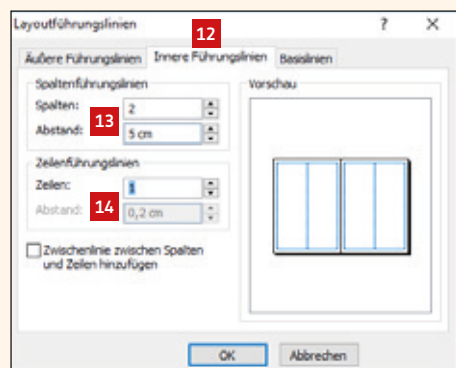 Layoutführungslinien ? ×
12
Äußere Führungslinien Innere Führungslinien Basislinien
Spaltenführungslinien Vorschau
Spalten: 2
13
Abstand: 5 cm
Zeilenführungslinien
Zeilen: 1
14
Abstand: 0,2 cm
Zwischenlinie zwischen Spalten
und Zeilen hinzufügen
OK Abbrechen